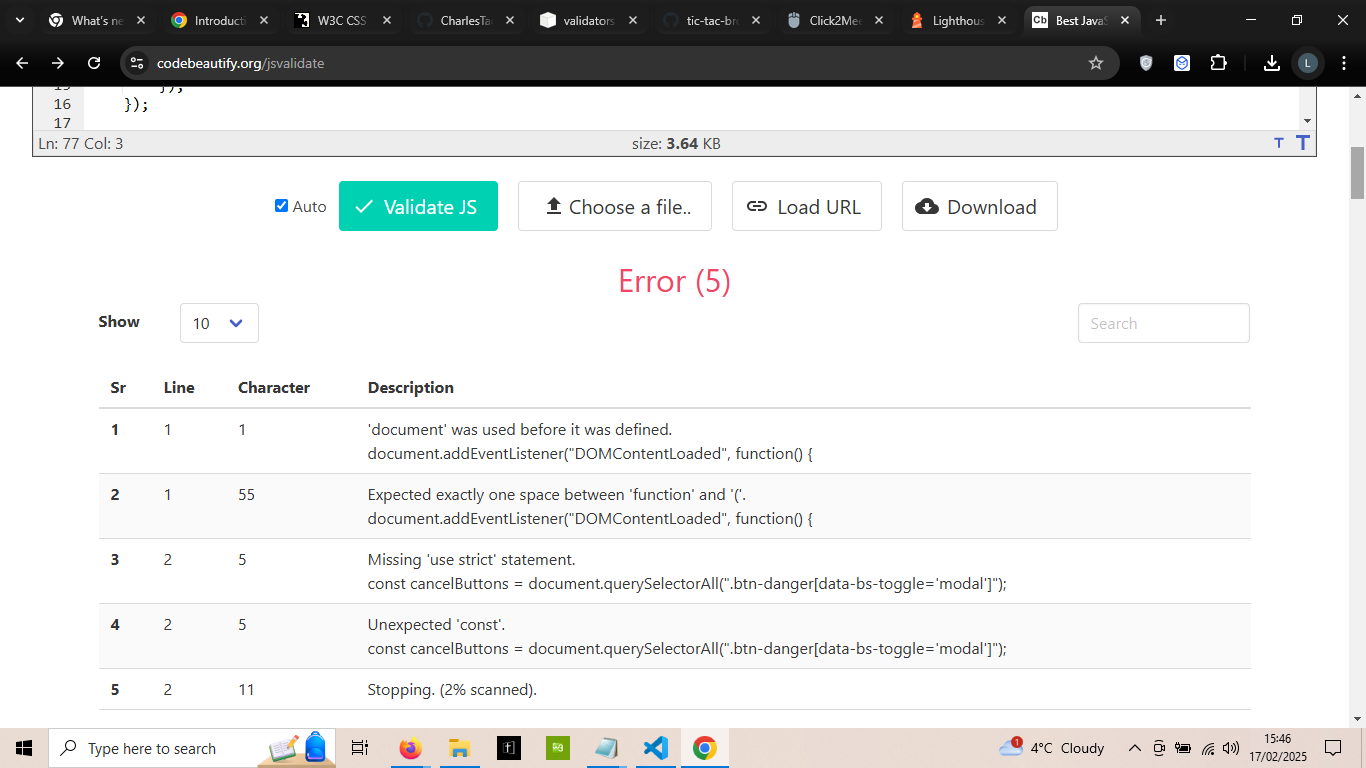 What's ne
Introducti
W3C CSS
CharlesTac
validators
tic-tac-bro
Click2Mee
Lighthous
Cb
Best JavaS
codebeautify.org/jsvalidate
L
16
});
17
Ln: 77 Col: 3
size: 3.64 KB
T
T
Auto
Validate JS
Choose a file..
Load URL
Download
Error (5)
Show
10
Search
Sr Line Character Description
1 1 1 'document' was used before it was defined.
document.addEventListener("DOMContentLoaded", function() {
2 1 55 Expected exactly one space between 'function' and '('.
document.addEventListener("DOMContentLoaded", function() {
3 2 5 Missing 'use strict' statement.
const cancelButtons = document.querySelectorAll(".btn-danger[data-bs-toggle='modal']");
4 2 5 Unexpected 'const'.
const cancelButtons = document.querySelectorAll(".btn-danger[data-bs-toggle='modal']");
5 2 11 Stopping. (2% scanned).
Type here to search
1
4°C Cloudy
15:46
17/02/2025